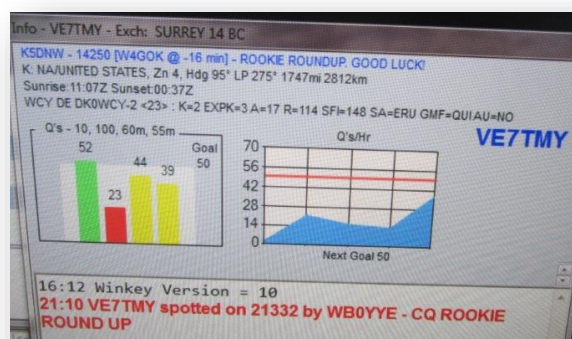 Info - VE7TMY - Exch: SURREY 14 BC
K5DNW - 14250 [W4GOK @ -16 min] - ROOKIE ROUNDUP. GOOD LUCK!
K: NA/UNITED STATES, Zn 4, Hdg 95° LP 275° 1747mi 2812km
Sunrise:11:07Z Sunset:00:37Z
WCY DE DK0WCY-2 <23> : K=2 EXPK=3 A=17 R=114 SFI=148 SA=ERU GMF=QUI AU=NO
VE7TMY
Q's - 10, 100, 60m, 55m
Goal
50
52
23
44
39
Q's/Hr
70
56
42
28
14
0
Next Goal 50
16:12 Winkey Version = 10
21:10 VE7TMY spotted on 21332 by WB0YYE - CQ ROOKIE
ROUND UP